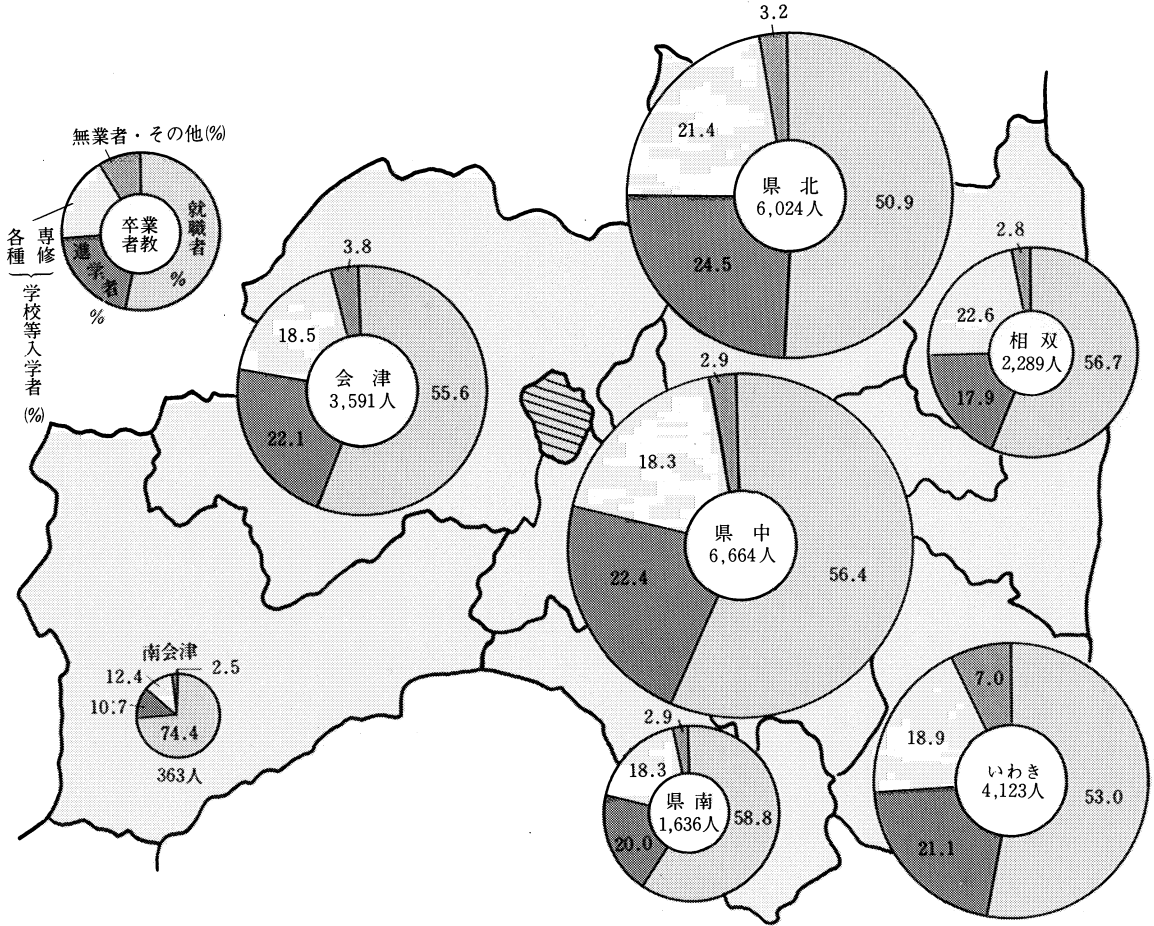 無業者・その他(%)
卒業
者教
就職者
%
進学者
%
専修
各種
学校等入学者
(%)
3.2
21.4
県北
6,024人
50.9
24.5
3.8
18.5
会津
3,591人
55.6
22.1
2.8
22.6
相双
2,289人
56.7
17.9
2.9
18.3
県中
6,664人
56.4
22.4
南会津
12.4
2.5
10.7
74.4
363人
2.9
18.3
県南
1,636人
58.8
20.0
7.0
18.9
いわき
4,123人
53.0
21.1